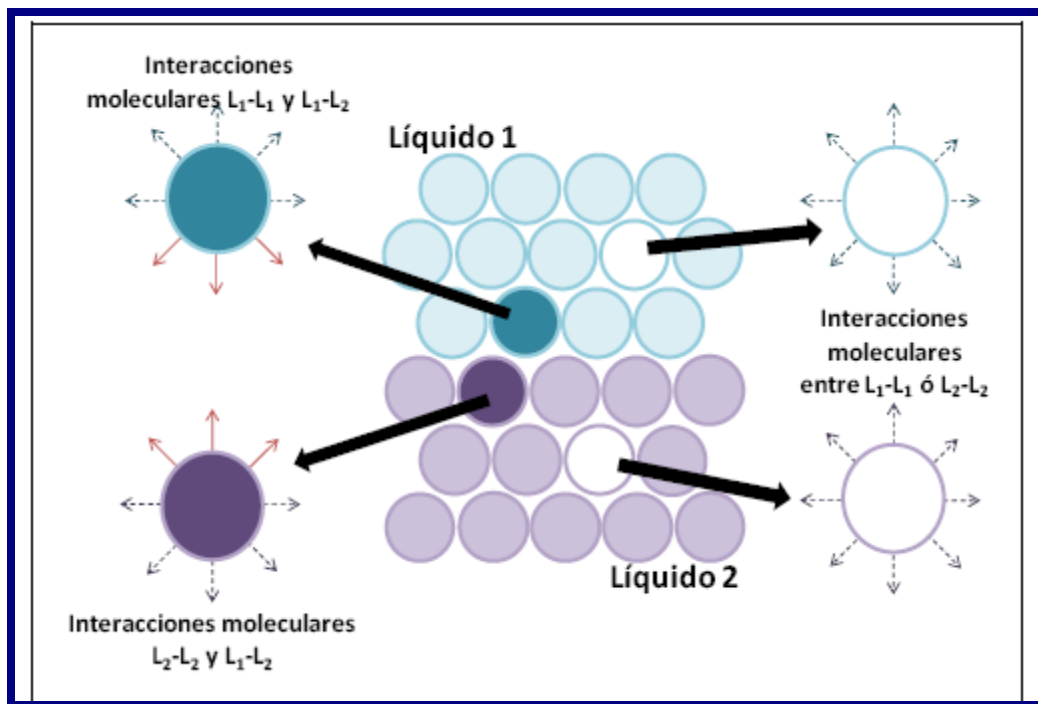 Interacciones
moleculares L₁-L₁ y L₁-L₂
Líquido 1
Interacciones
moleculares
entre L₁-L₁ ó L₂-L₂
Líquido 2
Interacciones moleculares
L₂-L₂ y L₁-L₂